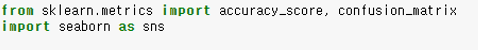 from sklearn.metrics import accuracy_score, confusion_matrix
import seaborn as sns